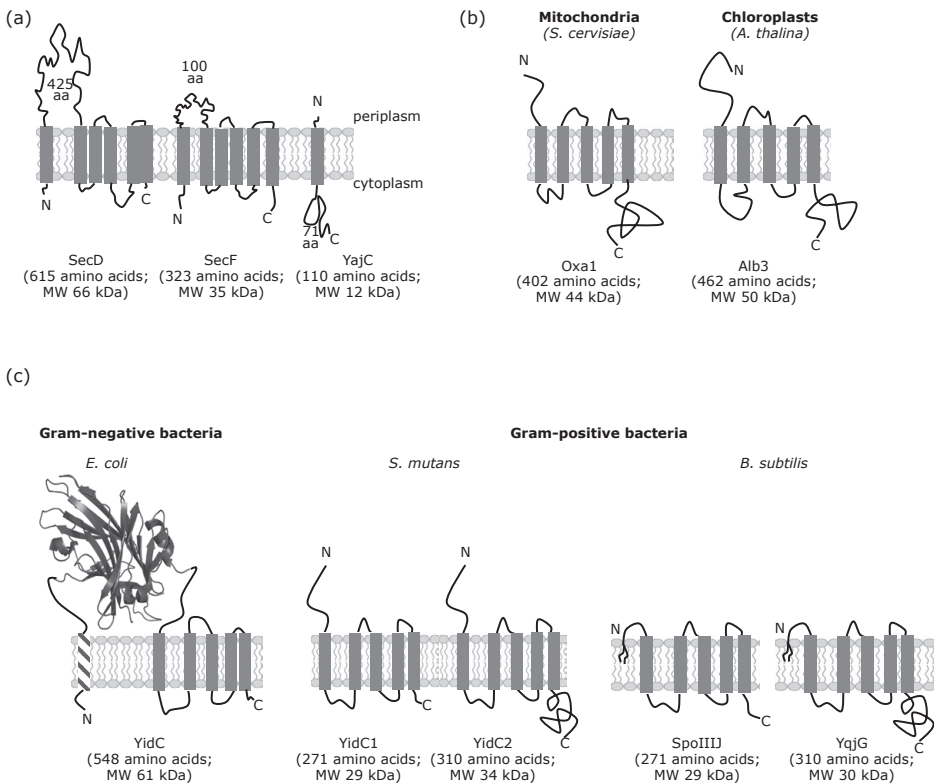 (a)
425
aa
100
aa
N
periplasm
cytoplasm
N
C
N
C
71
aa
C
SecD
(615 amino acids;
MW 66 kDa)
SecF
(323 amino acids;
MW 35 kDa)
YajC
(110 amino acids;
MW 12 kDa)
(b)
Mitochondria
(S. cervisiae)
Chloroplasts
(A. thalina)
N
N
C
C
Oxa1
(402 amino acids;
MW 44 kDa)
Alb3
(462 amino acids;
MW 50 kDa)
(c)
Gram-negative bacteria
Gram-positive bacteria
E. coli
S. mutans
B. subtilis
N
C
N
C
N
C
N
C
N
C
YidC
(548 amino acids;
MW 61 kDa)
YidC1
(271 amino acids;
MW 29 kDa)
YidC2
(310 amino acids;
MW 34 kDa)
SpoIIIJ
(271 amino acids;
MW 29 kDa)
YqjG
(310 amino acids;
MW 30 kDa)